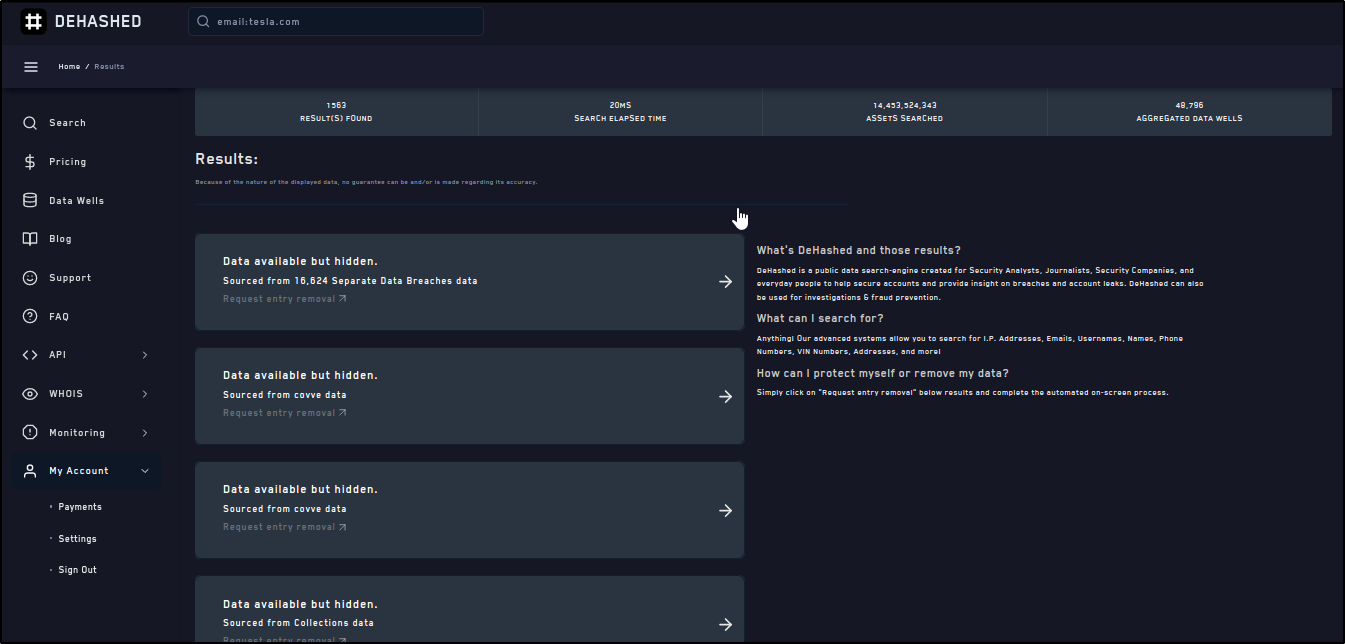 DEHASHED
email:tesla.com
Home / Results
Search
Pricing
Data Wells
Blog
Support
FAQ
API
WHOIS
Monitoring
My Account
Payments
Settings
Sign Out
1563
RESULT(S) FOUND
20MS
SEARCH ELAPSED TIME
14,453,524,343
ASSETS SEARCHED
48,796
AGGREGATED DATA WELLS
Results:
Because of the nature of the displayed data, no guarantee can be and/or is made regarding its accuracy.
Data available but hidden.
Sourced from 16,624 Separate Data Breaches data
Request entry removal
Data available but hidden.
Sourced from covve data
Request entry removal
Data available but hidden.
Sourced from covve data
Request entry removal
Data available but hidden.
Sourced from Collections data
Request entry removal
What's DeHashed and those results?
DeHashed is a public data search-engine created for Security Analysts, Journalists, Security Companies, and
everyday people to help secure accounts and provide insight on breaches and account leaks. DeHashed can also
be used for investigations & fraud prevention.
What can I search for?
Anything! Our advanced systems allow you to search for I.P. Addresses, Emails, Usernames, Names, Phone
Numbers, VIN Numbers, Addresses, and more!
How can I protect myself or remove my data?
Simply click on "Request entry removal" below results and complete the automated on-screen process.